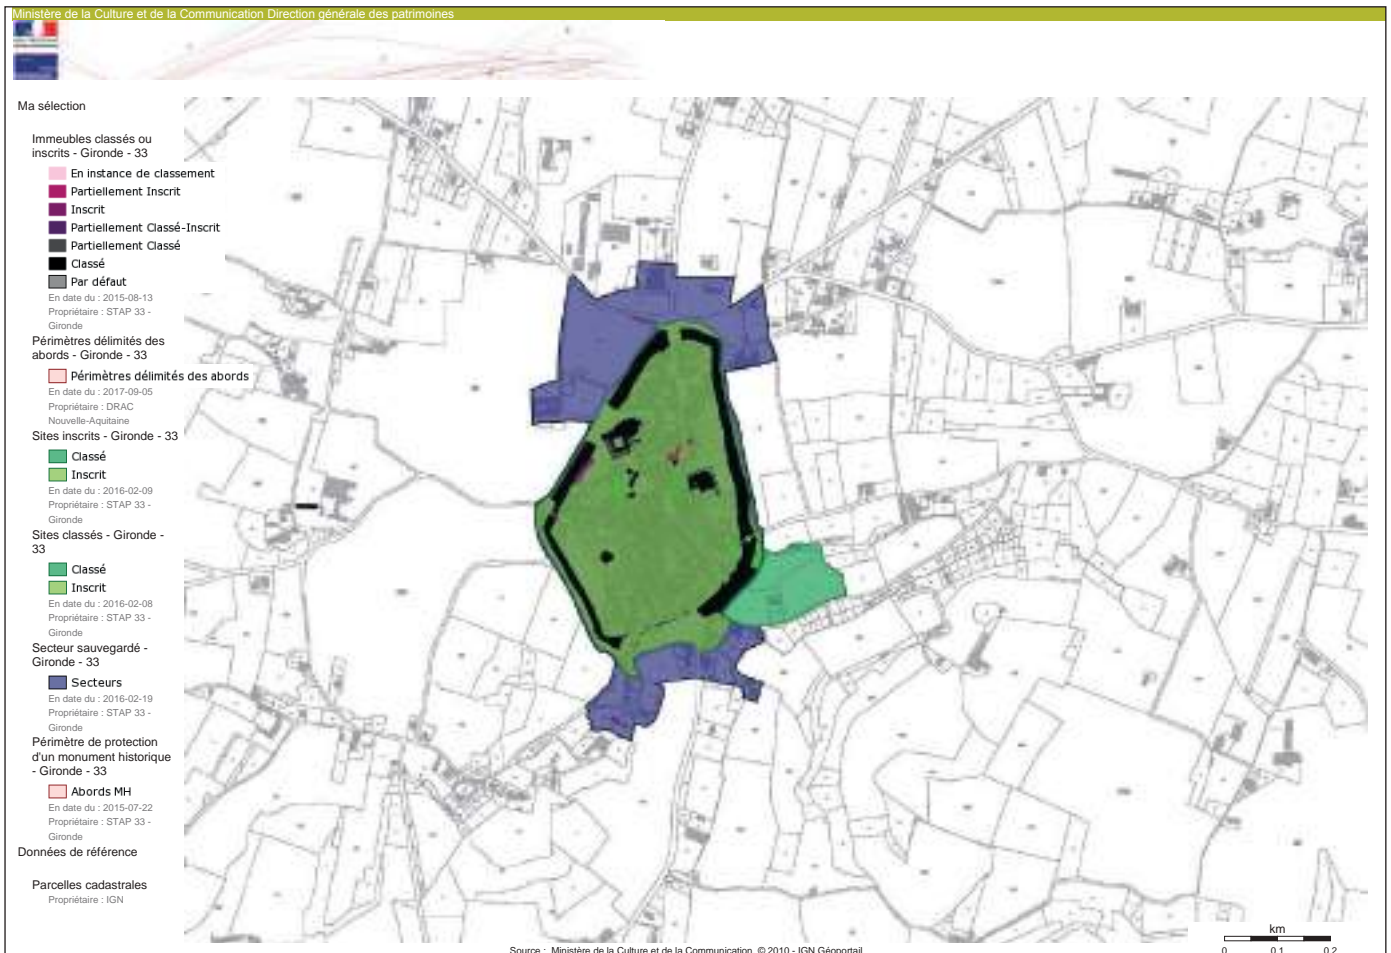 Ministère de la Culture et de la Communication Direction générale des patrimoines
Ma sélection
Immeubles classés ou
inscrits - Gironde - 33
En instance de classement
Partiellement Inscrit
Inscrit
Partiellement Classé-Inscrit
Partiellement Classé
Classé
Par défaut
En date du : 2015-08-13
Propriétaire : STAP 33 -
Gironde
Périmètres délimités des
abords - Gironde - 33
Périmètres délimités des abords
En date du : 2017-09-05
Propriétaire : DRAC
Nouvelle-Aquitaine
Sites inscrits - Gironde - 33
Classé
Inscrit
En date du : 2016-02-09
Propriétaire : STAP 33 -
Gironde
Sites classés - Gironde -
33
Classé
Inscrit
En date du : 2016-02-08
Propriétaire : STAP 33 -
Gironde
Secteur sauvegardé -
Gironde - 33
Secteurs
En date du : 2016-02-19
Propriétaire : STAP 33 -
Gironde
Périmètre de protection
d'un monument historique
- Gironde - 33
Abords MH
En date du : 2015-07-22
Propriétaire : STAP 33 -
Gironde
Données de référence
Parcelles cadastrales
Propriétaire : IGN
km
0 0.1 0.2
Source : Ministère de la Culture et de la Communication, © 2010 - IGN Géoportail